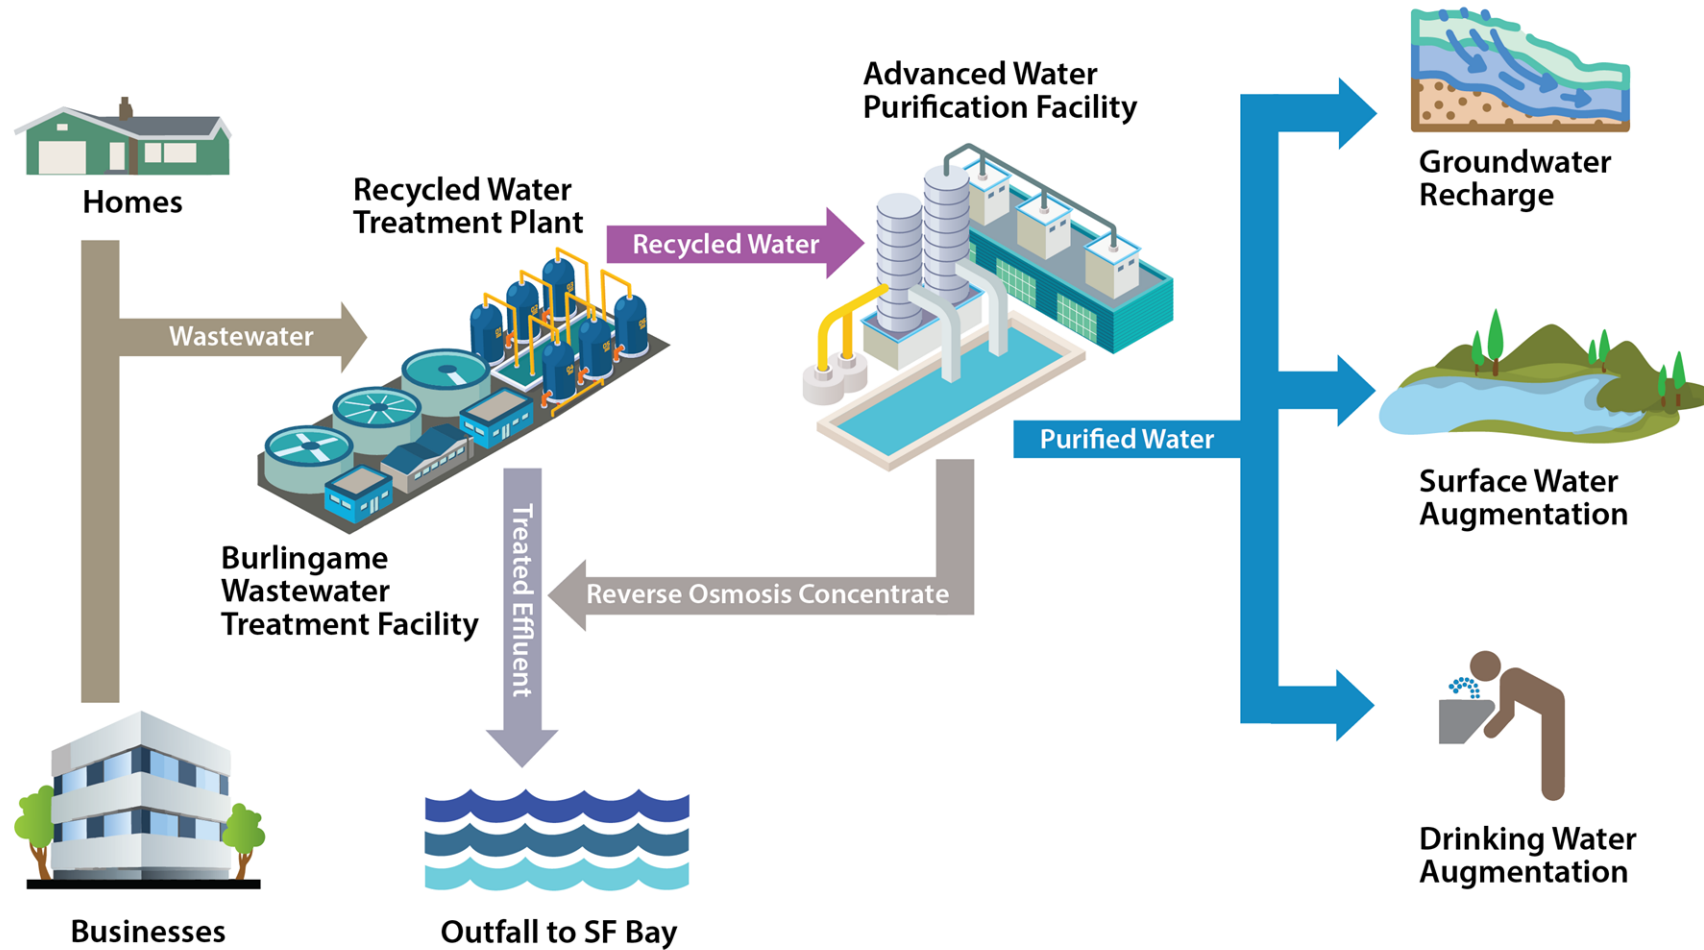 Homes
Wastewater
Businesses
Recycled Water
Treatment Plant
Burlingame
Wastewater
Treatment Facility
Recycled Water
Treated Effluent
Outfall to SF Bay
Advanced Water
Purification Facility
Reverse Osmosis Concentrate
Purified Water
Groundwater
Recharge
Surface Water
Augmentation
Drinking Water
Augmentation